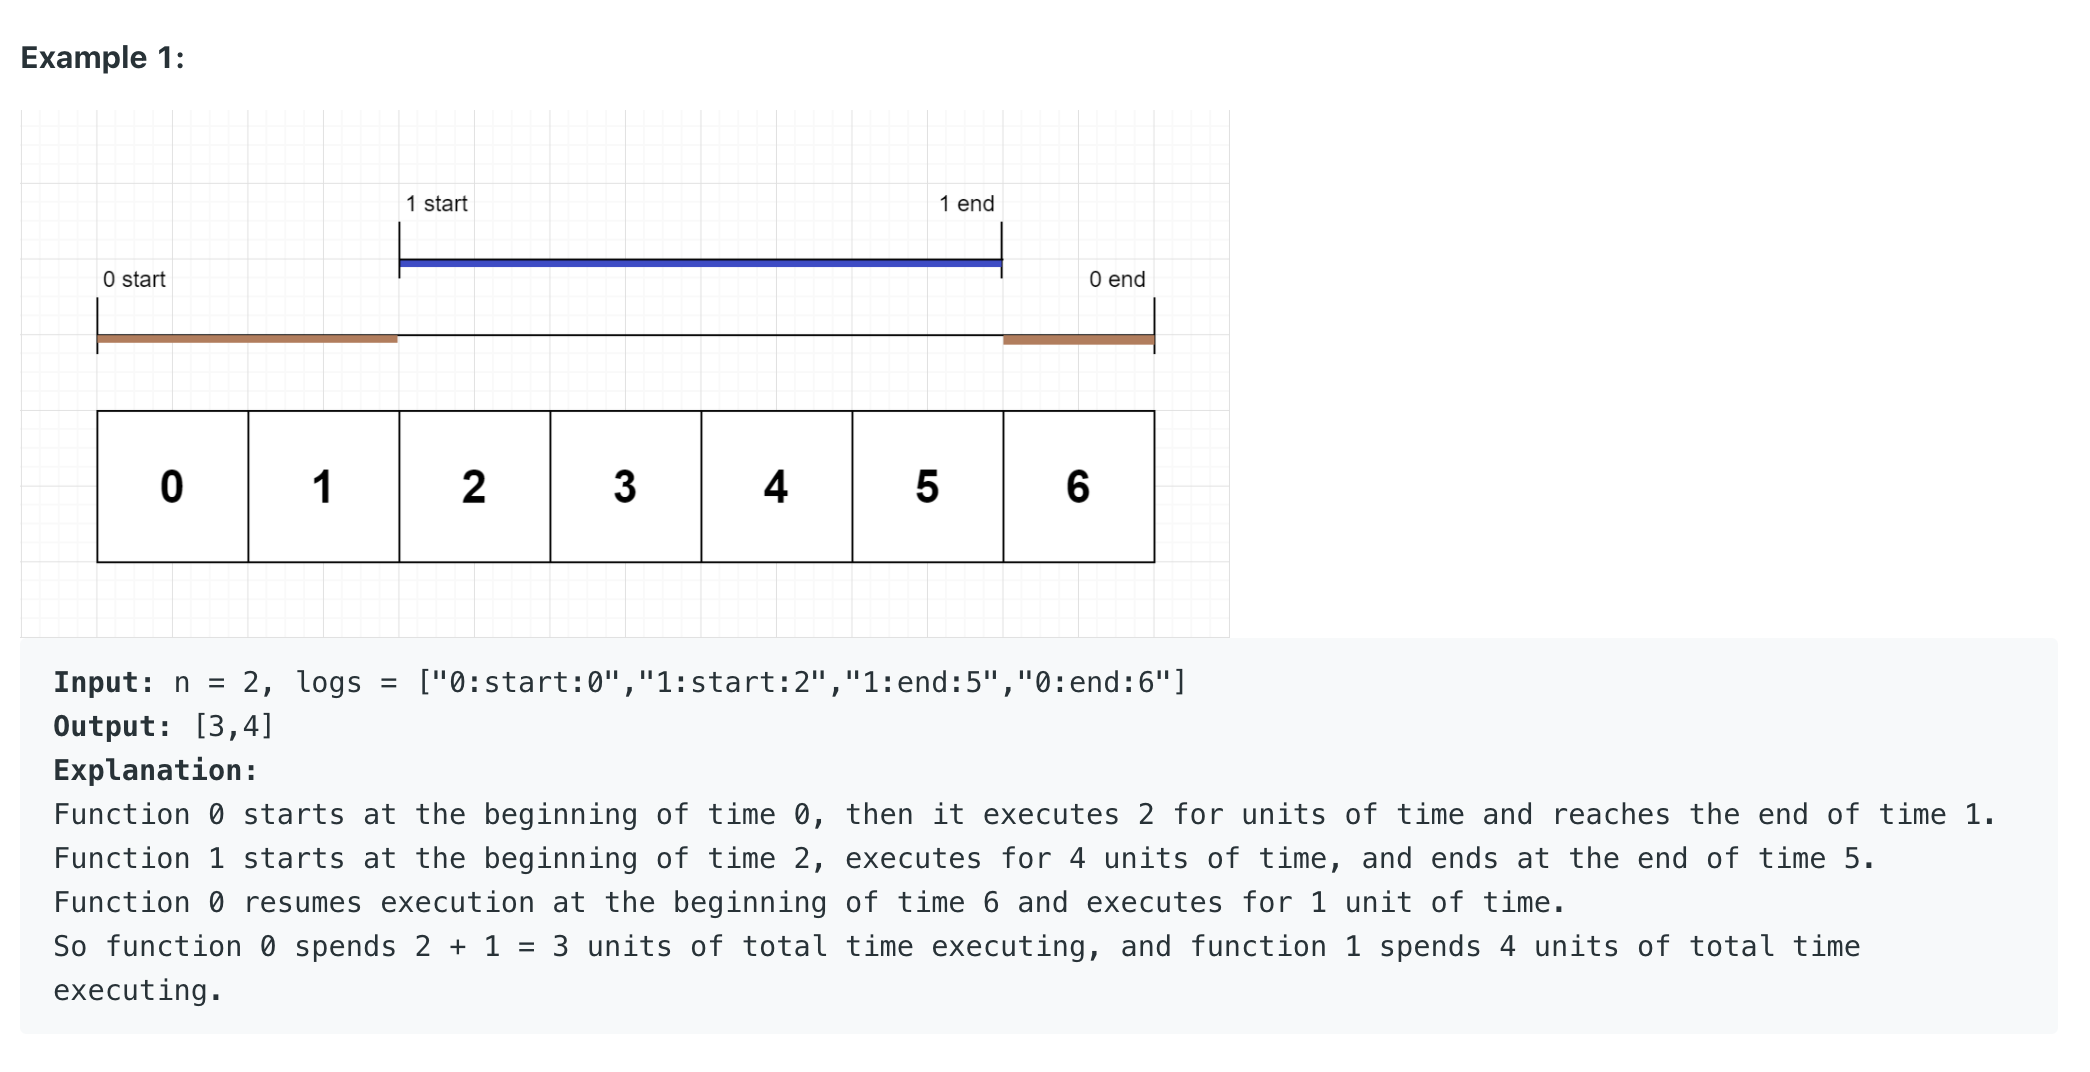 Example 1:
1 start 1 end
0 start 0 end
0 1 2 3 4 5 6
Input: n = 2, logs = ["0:start:0","1:start:2","1:end:5","0:end:6"]
Output: [3,4]
Explanation:
Function 0 starts at the beginning of time 0, then it executes 2 for units of time and reaches the end of time 1.
Function 1 starts at the beginning of time 2, executes for 4 units of time, and ends at the end of time 5.
Function 0 resumes execution at the beginning of time 6 and executes for 1 unit of time.
So function 0 spends 2 + 1 = 3 units of total time executing, and function 1 spends 4 units of total time
executing.